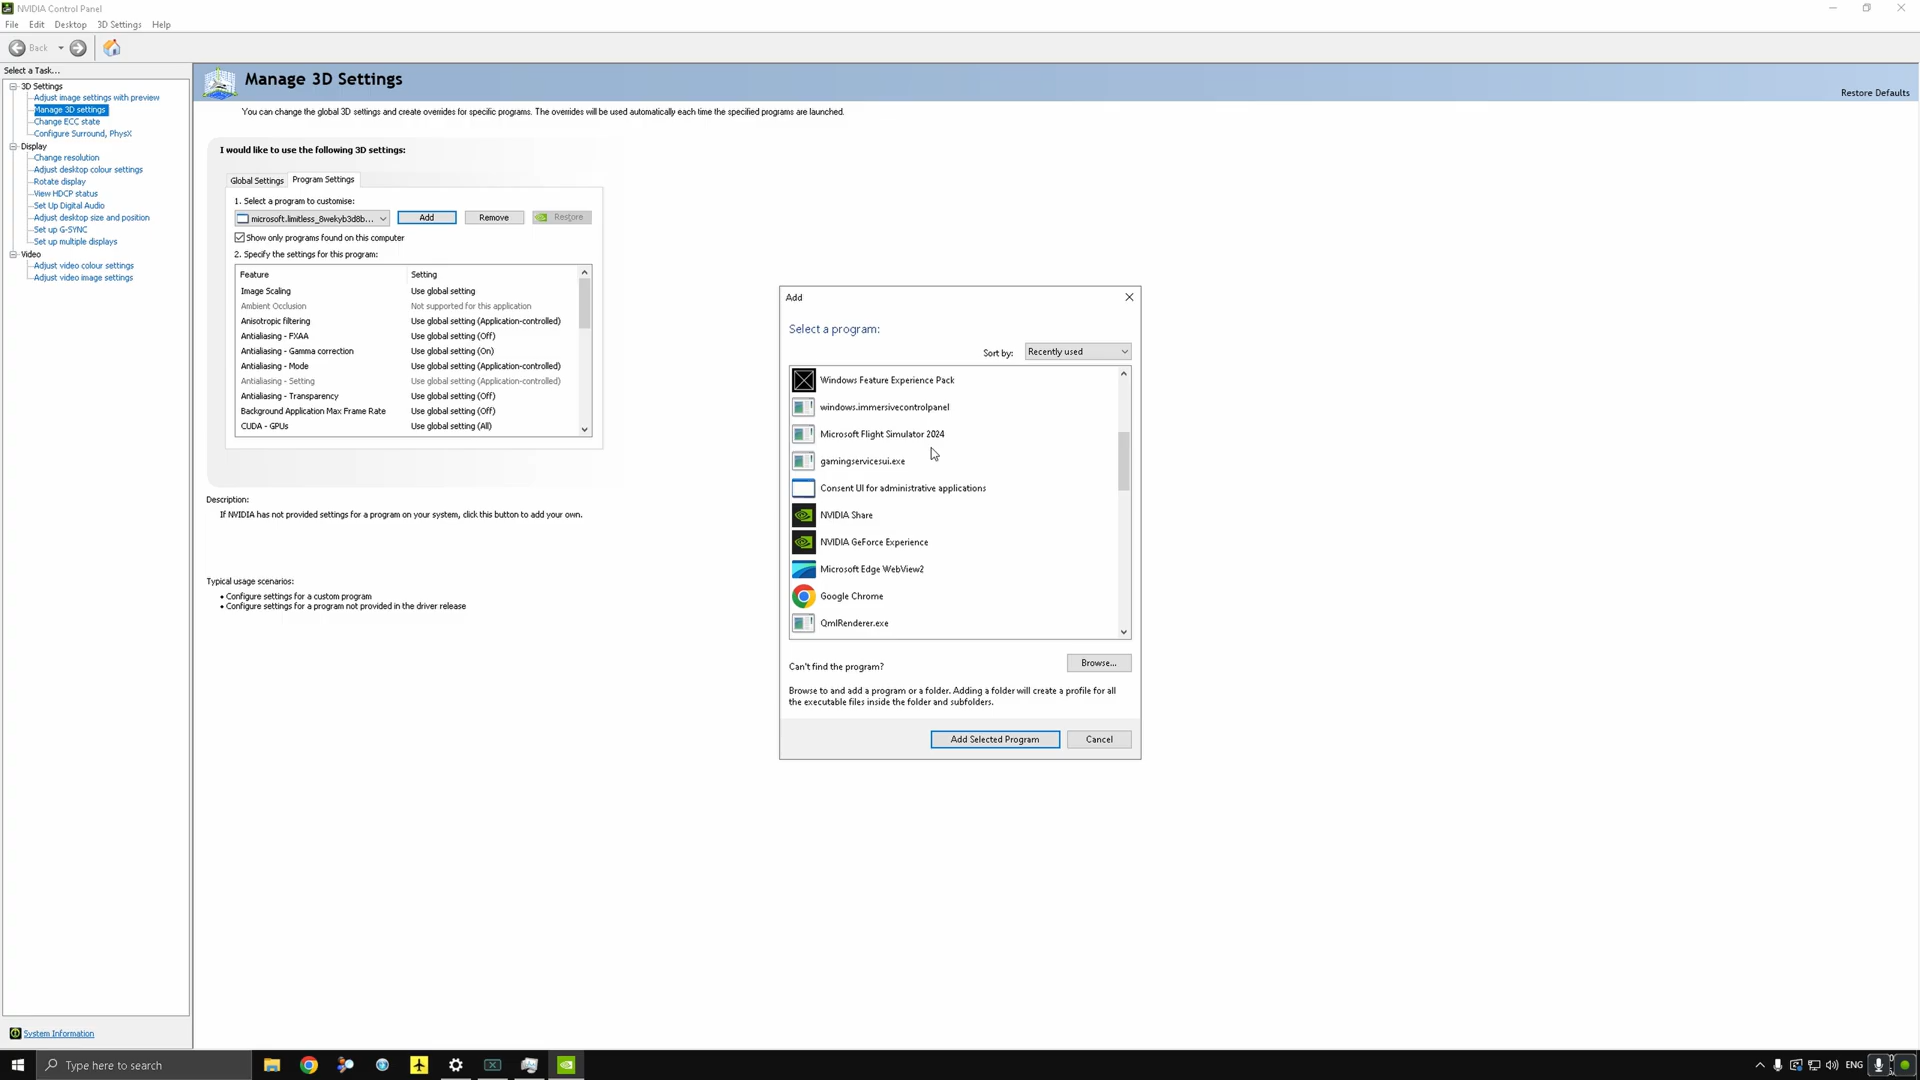 NVIDIA Control Panel
File Edit Desktop 3D Settings Help
Back
Select a Task...
3D Settings
Adjust image settings with preview
Manage 3D settings
Change ECC state
Configure Surround, PhysX
Display
Change resolution
Adjust desktop colour settings
Rotate display
View HDCP status
Set Up Digital Audio
Adjust desktop size and position
Set up G-SYNC
Set up multiple displays
Video
Adjust video colour settings
Adjust video image settings
System Information
Manage 3D Settings
Restore Defaults
You can change the global 3D settings and create overrides for specific programs. The overrides will be used automatically each time the specified programs are launched.
I would like to use the following 3D settings:
Global Settings Program Settings
1. Select a program to customise:
microsoft.limitless_8wekyb3d8b... Add Remove Restore
Show only programs found on this computer
2. Specify the settings for this program:
Feature Setting
Image Scaling Use global setting
Ambient Occlusion Not supported for this application
Anisotropic filtering Use global setting (Application-controlled)
Antialiasing - FXAA Use global setting (Off)
Antialiasing - Gamma correction Use global setting (On)
Antialiasing - Mode Use global setting (Application-controlled)
Antialiasing - Setting Use global setting (Application-controlled)
Antialiasing - Transparency Use global setting (Off)
Background Application Max Frame Rate Use global setting (Off)
CUDA - GPUs Use global setting (All)
Description:
If NVIDIA has not provided settings for a program on your system, click this button to add your own.
Typical usage scenarios:
• Configure settings for a custom program
• Configure settings for a program not provided in the driver release
Add
Select a program:
Sort by: Recently used
Windows Feature Experience Pack
windows.immersivecontrolpanel
Microsoft Flight Simulator 2024
gamingservicesui.exe
Consent UI for administrative applications
NVIDIA Share
NVIDIA GeForce Experience
Microsoft Edge WebView2
Google Chrome
QmlRenderer.exe
Can't find the program? Browse...
Browse to and add a program or a folder. Adding a folder will create a profile for all
the executable files inside the folder and subfolders.
Add Selected Program Cancel
Type here to search
ENG